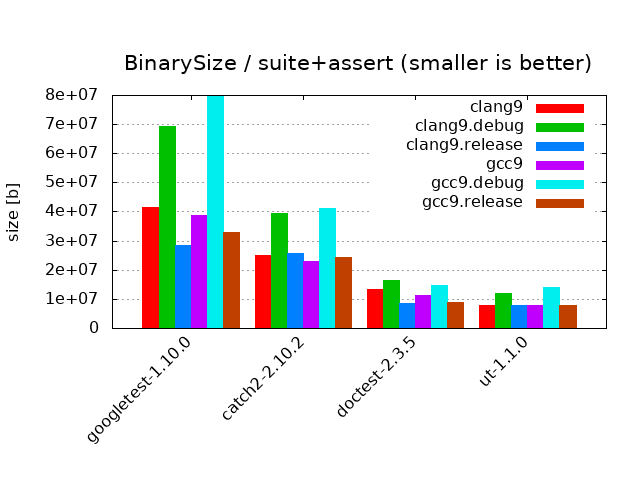 BinarySize / suite+assert (smaller is better)
size [b]
8e+07
7e+07
6e+07
5e+07
4e+07
3e+07
2e+07
1e+07
0
clang9
clang9.debug
clang9.release
gcc9
gcc9.debug
gcc9.release
googletest-1.10.0
catch2-2.10.2
doctest-2.3.5
ut-1.1.0